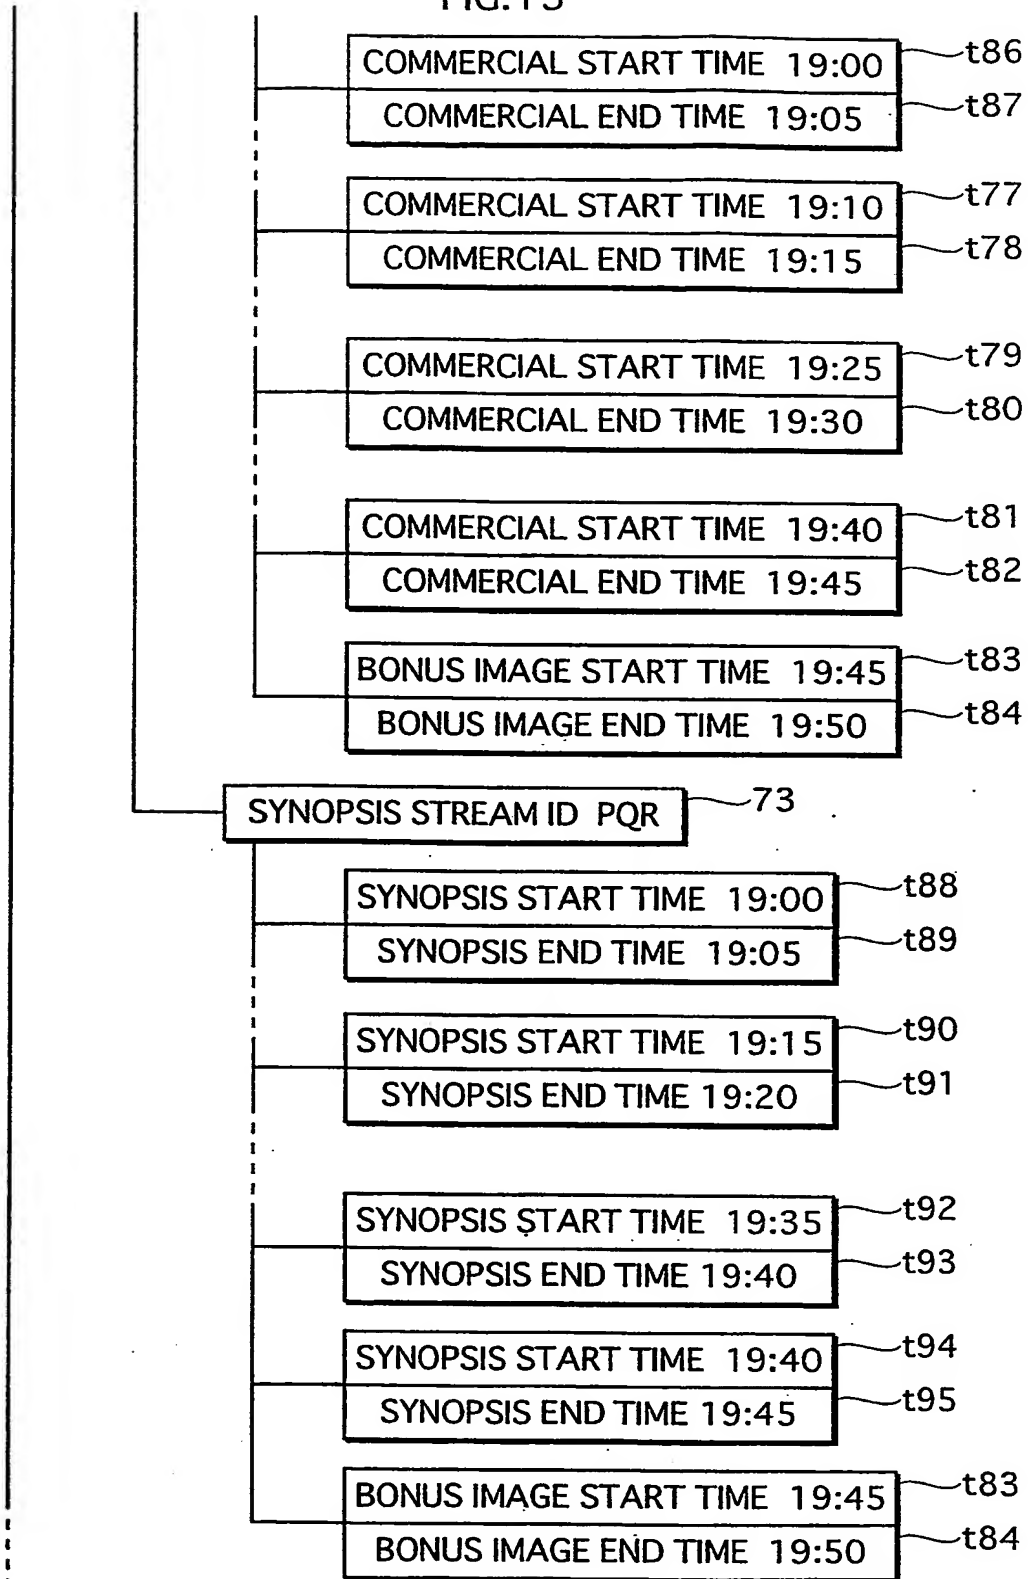 FIG.13
COMMERCIAL START TIME 19:00 t86
COMMERCIAL END TIME 19:05 t87
COMMERCIAL START TIME 19:10 t77
COMMERCIAL END TIME 19:15 t78
COMMERCIAL START TIME 19:25 t79
COMMERCIAL END TIME 19:30 t80
COMMERCIAL START TIME 19:40 t81
COMMERCIAL END TIME 19:45 t82
BONUS IMAGE START TIME 19:45 t83
BONUS IMAGE END TIME 19:50 t84
SYNOPSIS STREAM ID PQR 73
SYNOPSIS START TIME 19:00 t88
SYNOPSIS END TIME 19:05 t89
SYNOPSIS START TIME 19:15 t90
SYNOPSIS END TIME 19:20 t91
SYNOPSIS START TIME 19:35 t92
SYNOPSIS END TIME 19:40 t93
SYNOPSIS START TIME 19:40 t94
SYNOPSIS END TIME 19:45 t95
BONUS IMAGE START TIME 19:45 t83
BONUS IMAGE END TIME 19:50 t84